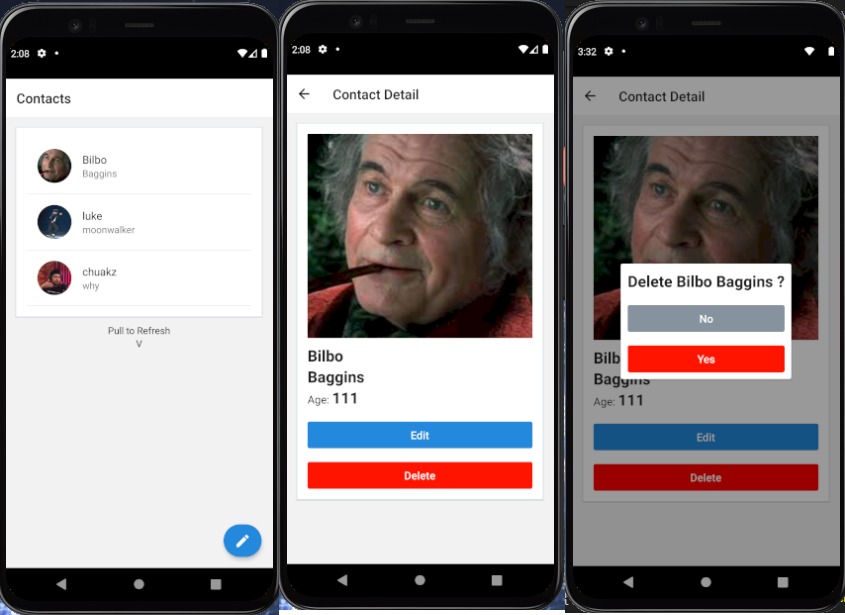 2:08
Contacts
Bilbo
Baggins
luke
moonwalker
chuakz
why
Pull to Refresh
V
2:08
Contact Detail
Bilbo
Baggins
Age: 111
Edit
Delete
3:32
Contact Detail
Delete Bilbo Baggins ?
No
Yes
Bilb
Baggins
Age: 111
Edit
Delete